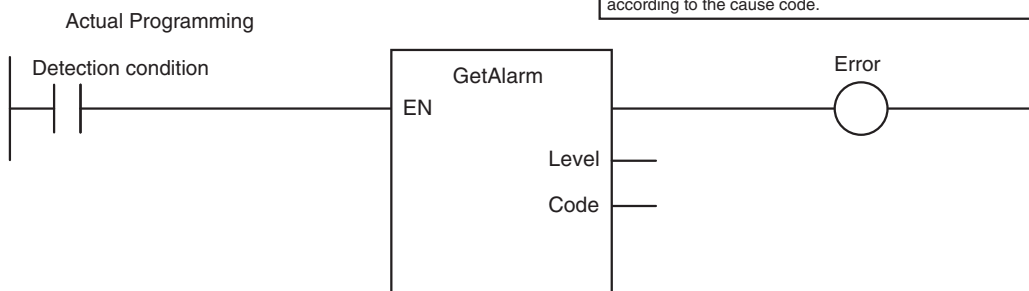 according to the cause code.
Actual Programming
Detection condition
GetAlarm
Error
EN
Level
Code